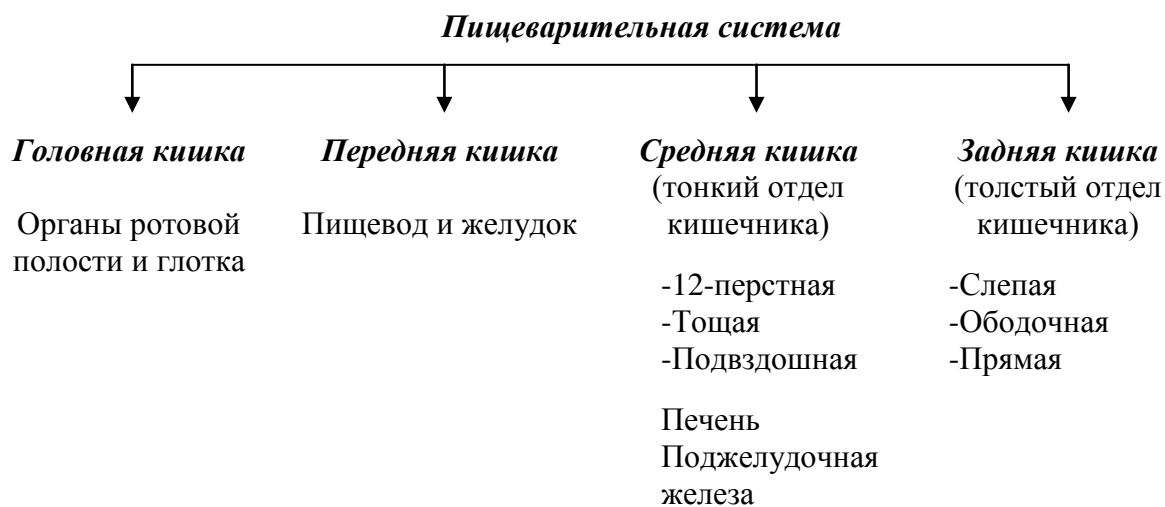 Пищеварительная система
Головная кишка
Органы ротовой
полости и глотка
Передняя кишка
Пищевод и желудок
Средняя кишка
(тонкий отдел
кишечника)
-12-перстная
-Тощая
-Подвздошная
Печень
Поджелудочная
железа
Задняя кишка
(толстый отдел
кишечника)
-Слепая
-Ободочная
-Прямая